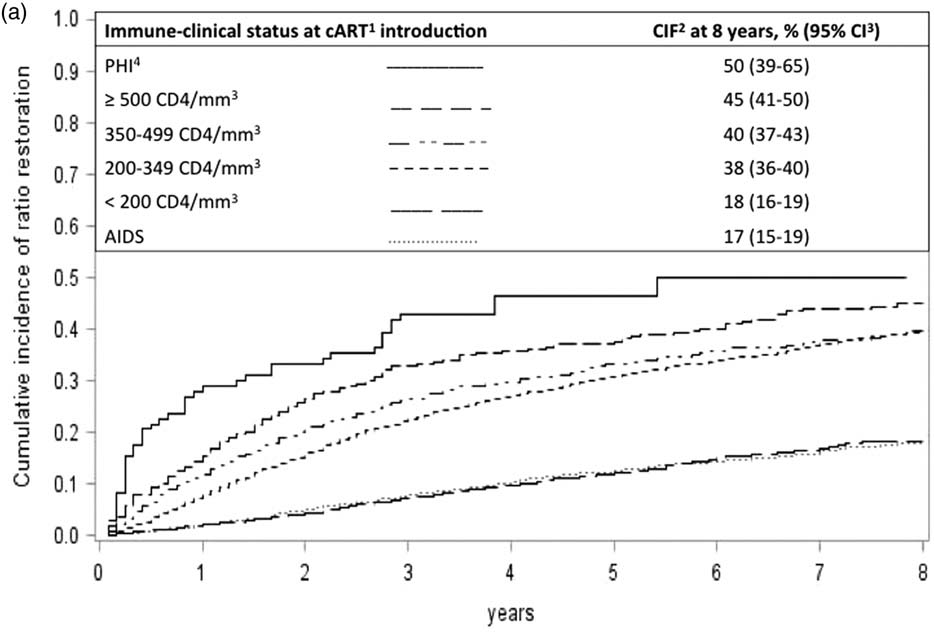 (a)
Immune-clinical status at cART¹ introduction CIF² at 8 years, % (95% CI³)
PHI⁴ 50 (39-65)
≥ 500 CD4/mm³ 45 (41-50)
350-499 CD4/mm³ 40 (37-43)
200-349 CD4/mm³ 38 (36-40)
< 200 CD4/mm³ 18 (16-19)
AIDS 17 (15-19)
Cumulative incidence of ratio restoration
1.0
0.9
0.8
0.7
0.6
0.5
0.4
0.3
0.2
0.1
0.0
0 1 2 3 4 5 6 7 8
years